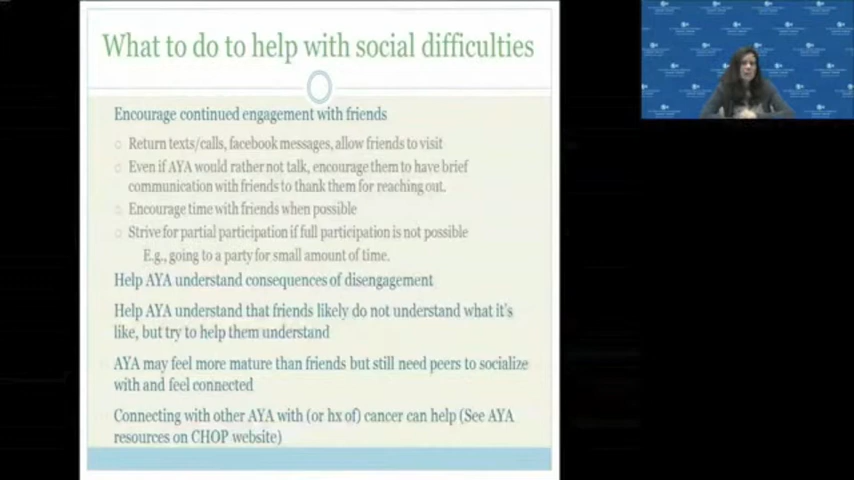 What to do to help with social difficulties
Encourage continued engagement with friends
Return texts/calls, facebook messages, allow friends to visit
Even if AYA would rather not talk, encourage them to have brief
communication with friends to thank them for reaching out.
Encourage time with friends when possible
Strive for partial participation if full participation is not possible
E.g., going to a party for small amount of time.
Help AYA understand consequences of disengagement
Help AYA understand that friends likely do not understand what it's
like, but try to help them understand
AYA may feel more mature than friends but still need peers to socialize
with and feel connected
Connecting with other AYA with (or hx of) cancer can help (See AYA
resources on CHOP website)